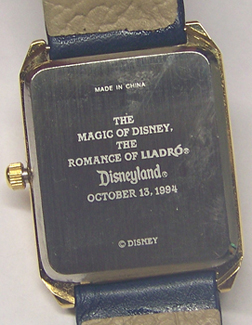 MADE IN CHINA
THE
MAGIC OF DISNEY,
THE
ROMANCE OF LLADRÓ®
Disneyland®
OCTOBER 13, 1994
© DISNEY